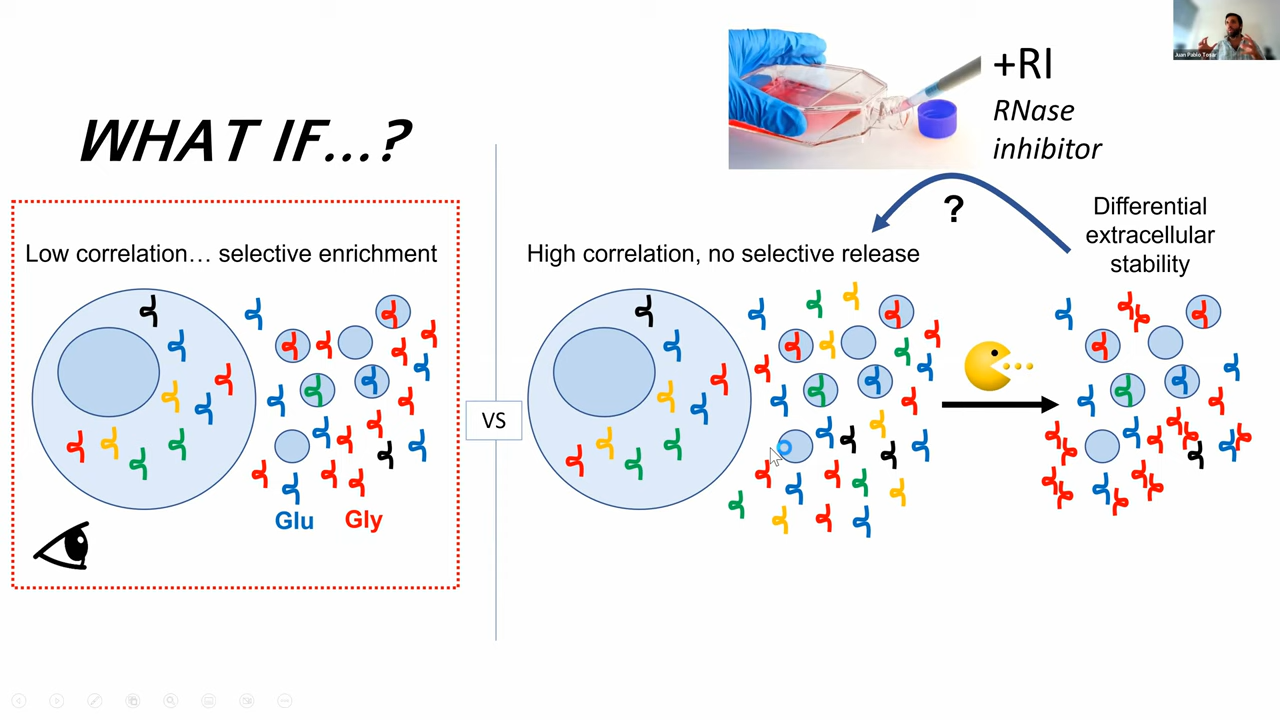 Juan Pablo Tosar
+RI
RNase
inhibitor
WHAT IF...?
Low correlation... selective enrichment
Glu
Gly
VS
High correlation, no selective release
?
Differential
extracellular
stability